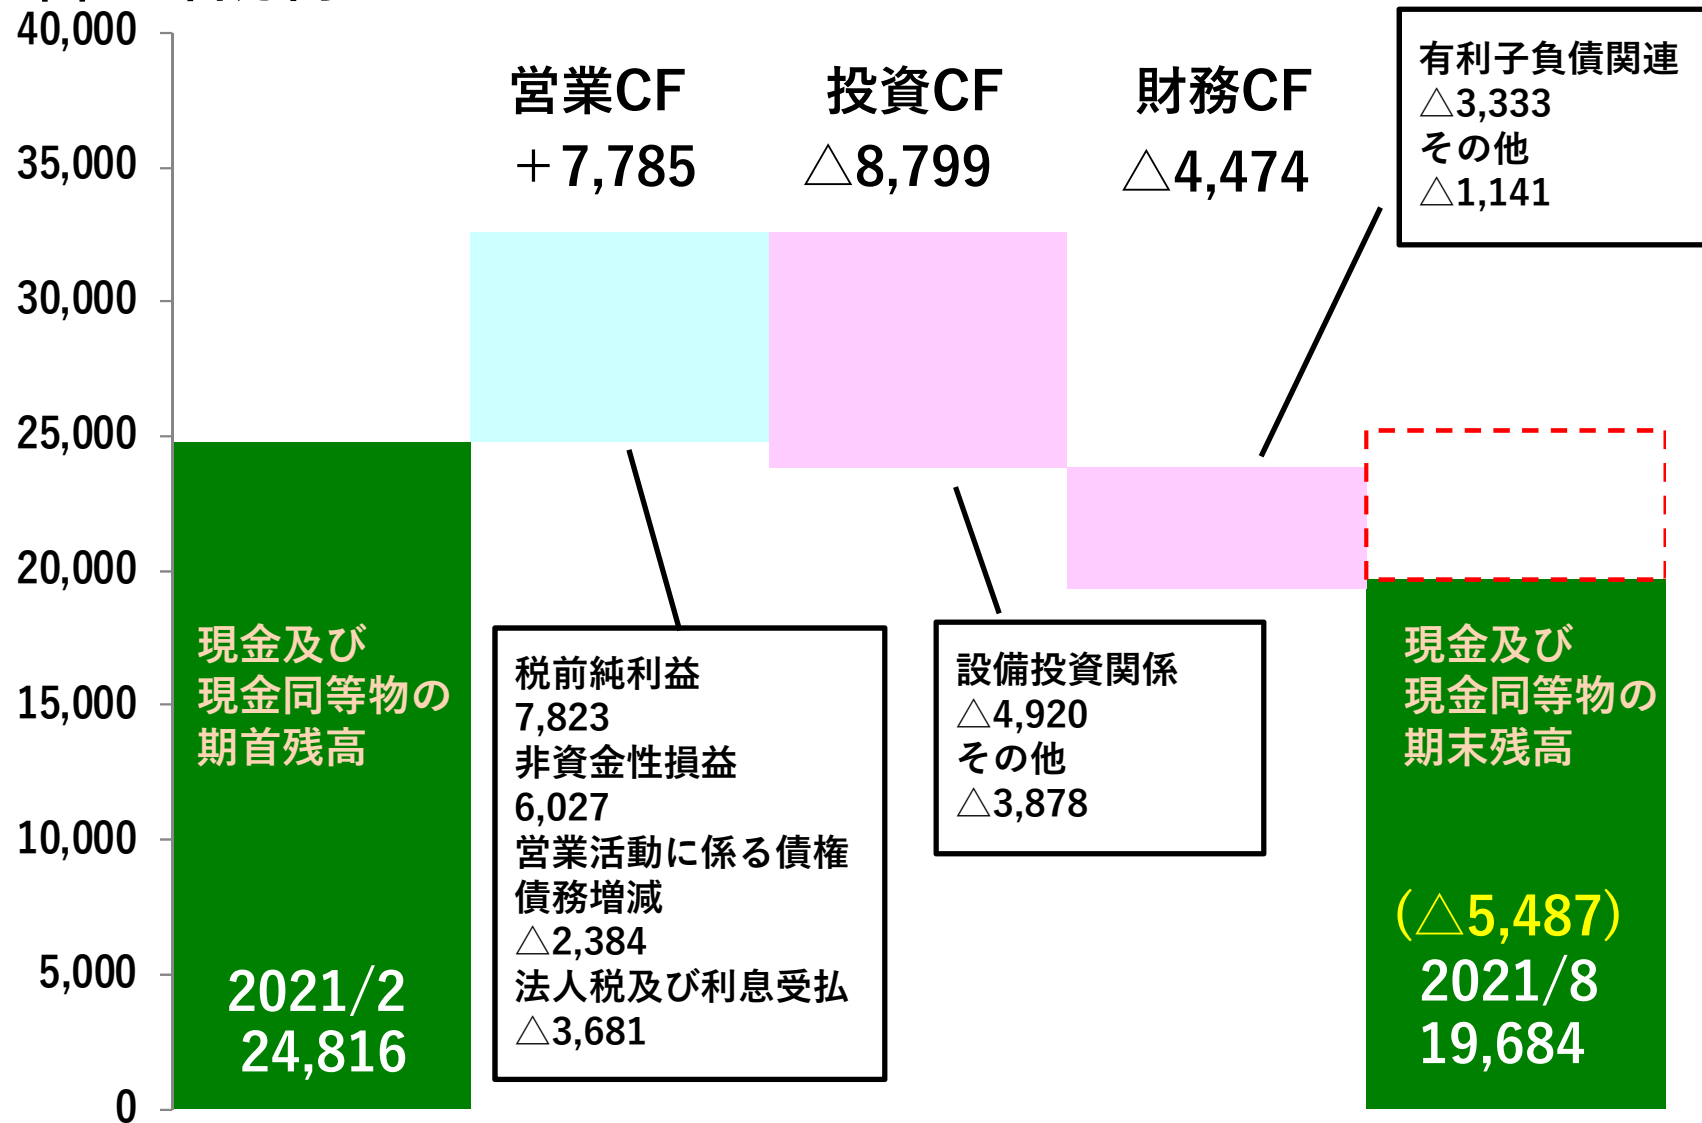 40,000
35,000
30,000
25,000
20,000
15,000
10,000
5,000
0
営業CF
＋7,785
投資CF
△8,799
財務CF
△4,474
有利子負債関連
△3,333
その他
△1,141
現金及び
現金同等物の
期首残高
2021/2
24,816
税前純利益
7,823
非資金性損益
6,027
営業活動に係る債権
債務増減
△2,384
法人税及び利息受払
△3,681
設備投資関係
△4,920
その他
△3,878
現金及び
現金同等物の
期末残高
(△5,487)
2021/8
19,684